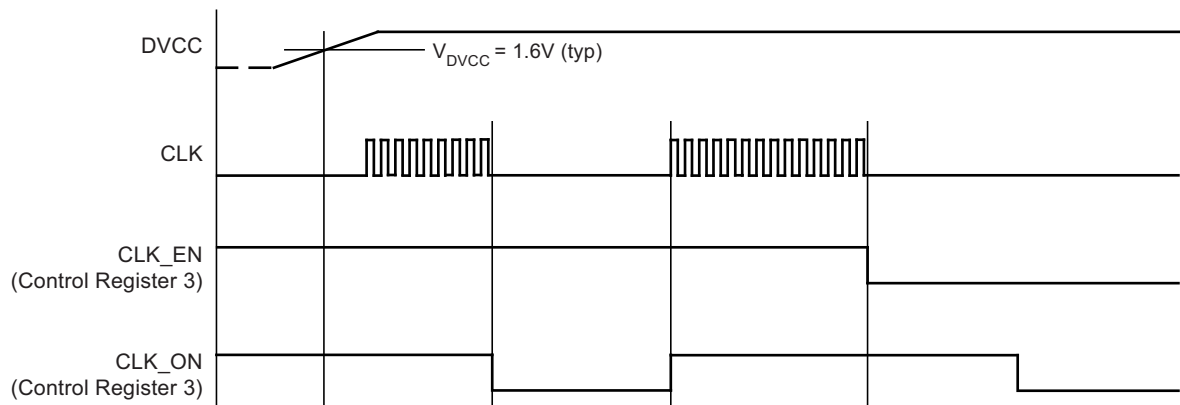 DVCC
V_DVCC = 1.6V (typ)
CLK
CLK_EN
(Control Register 3)
CLK_ON
(Control Register 3)